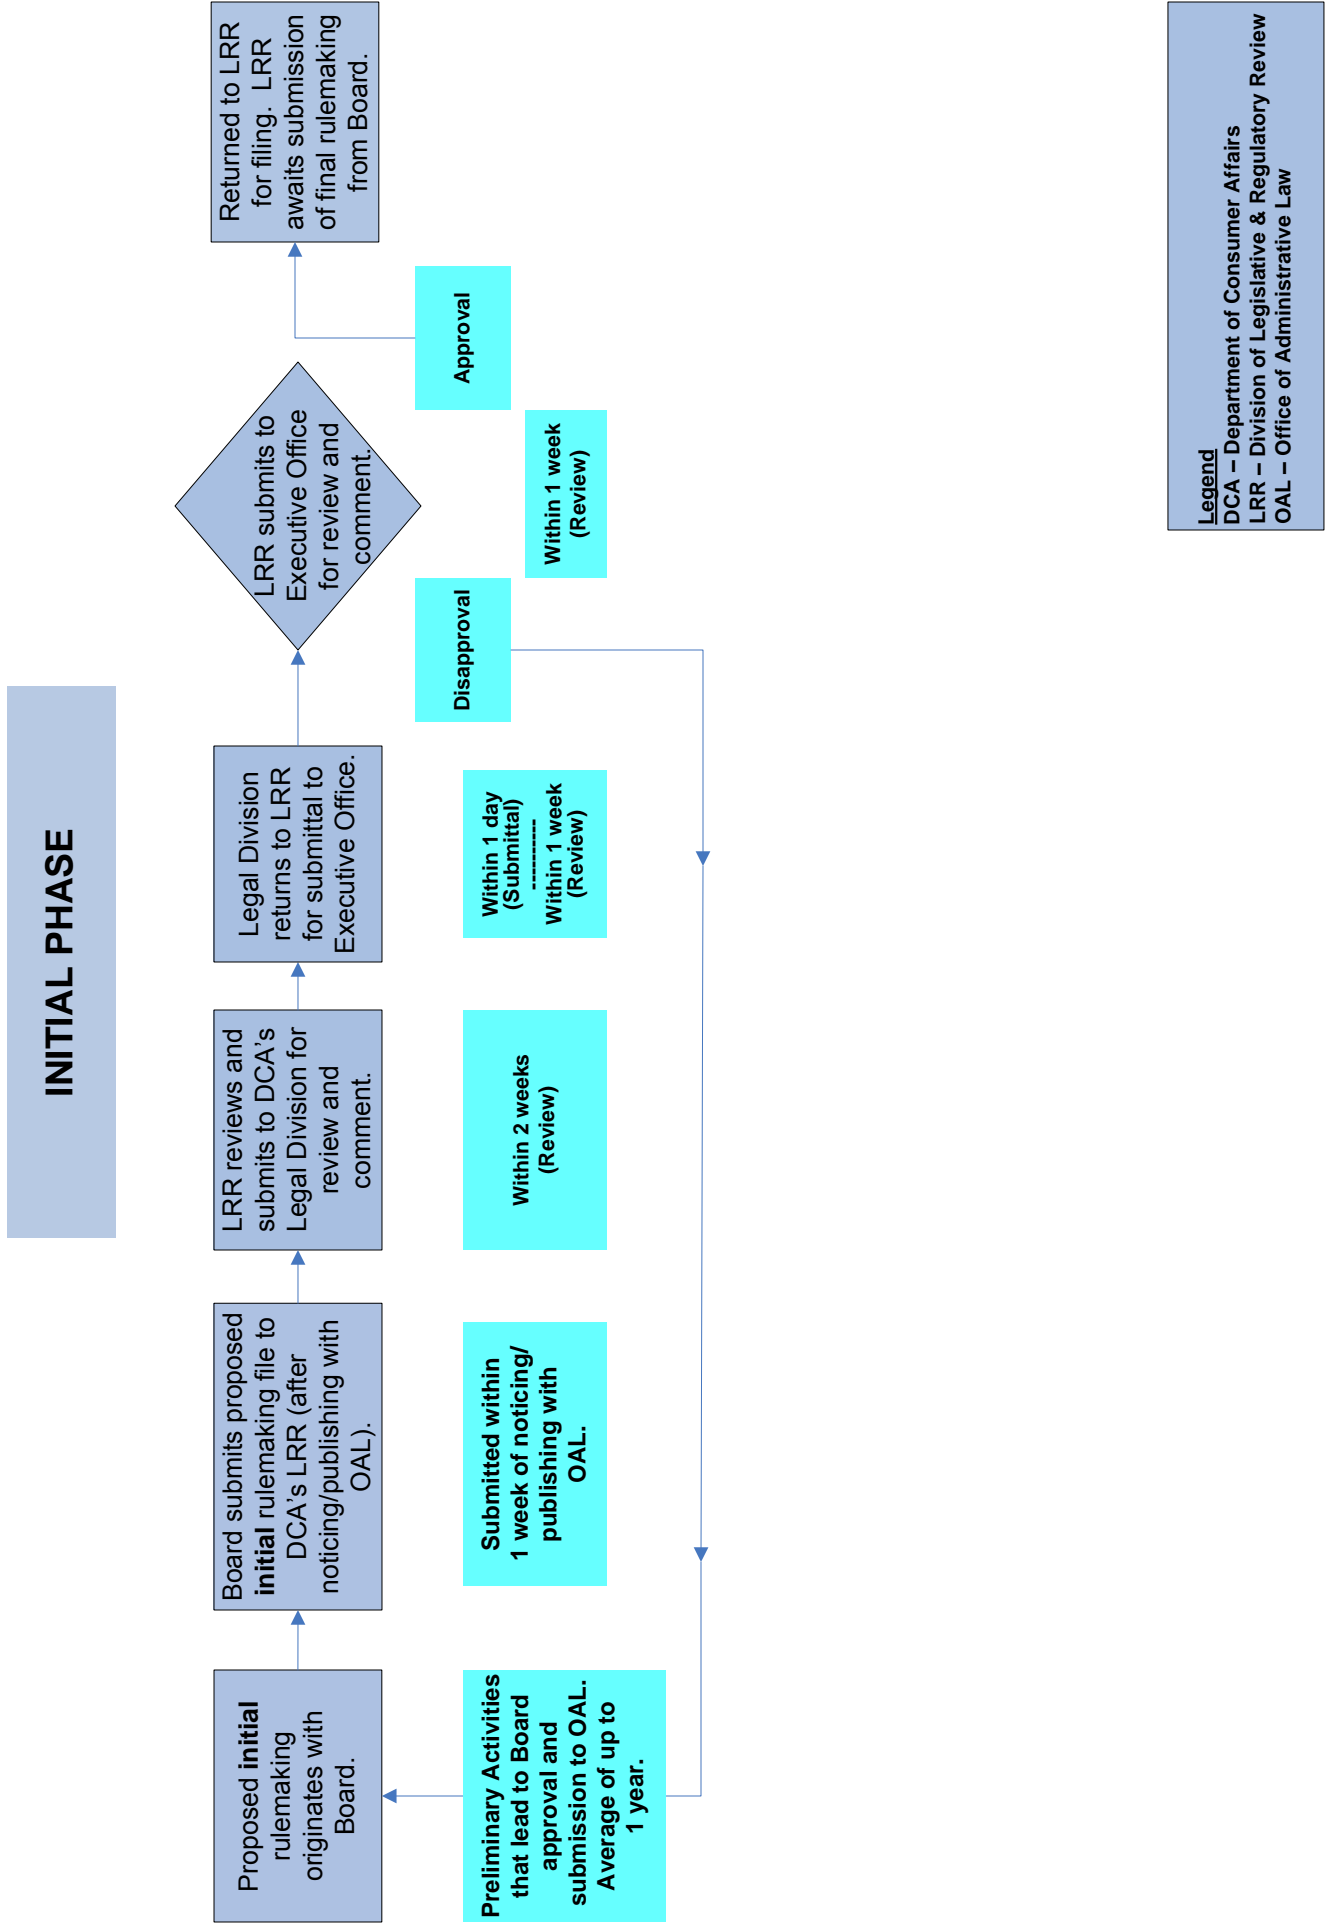 INITIAL PHASE
Proposed initial
rulemaking
originates with
Board.
Board submits proposed
initial rulemaking file to
DCA’s LRR (after
noticing/publishing with
OAL).
LRR reviews and
submits to DCA’s
Legal Division for
review and
comment.
Legal Division
returns to LRR
for submittal to
Executive Office.
LRR submits to
Executive Office
for review and
comment.
Returned to LRR
for filing.  LRR
awaits submission
of final rulemaking
from Board.
Preliminary Activities
that lead to Board
approval and
submission to OAL.
Average of up to
1 year.
Submitted within
1 week of noticing/
publishing with
OAL.
Within 2 weeks
(Review)
Within 1 day
(Submittal)
----------
Within 1 week
(Review)
Disapproval
Within 1 week
(Review)
Approval
Legend
DCA – Department of Consumer Affairs
LRR – Division of Legislative & Regulatory Review
OAL – Office of Administrative Law